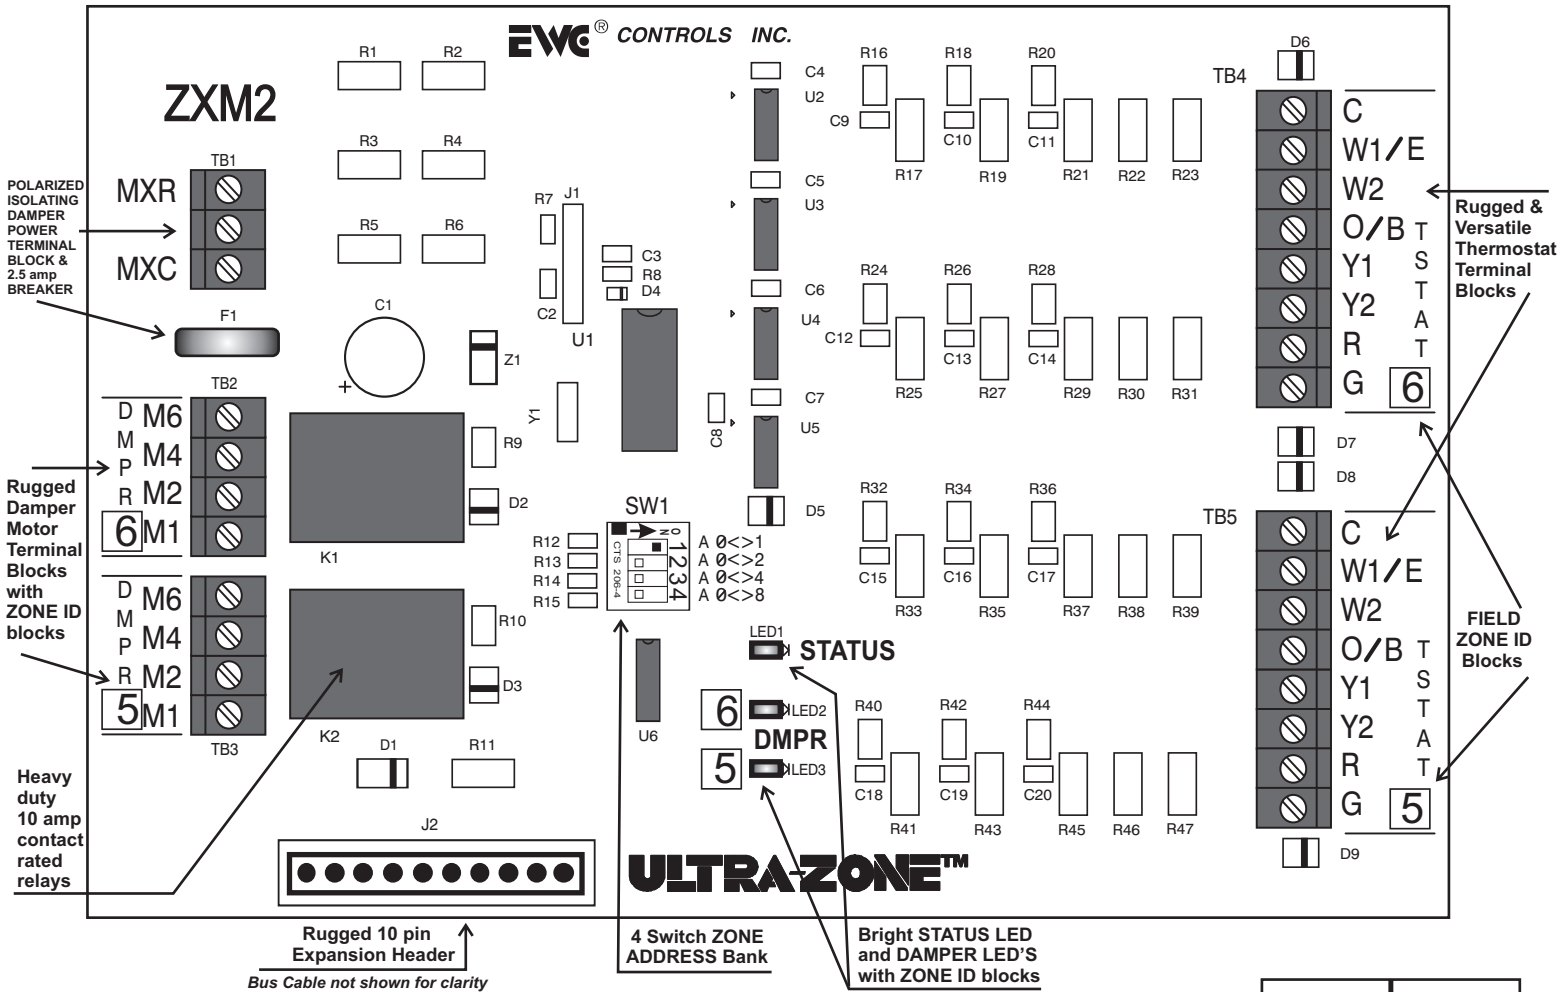 EWC® CONTROLS INC.
ZXM2
R1 R2
R3 R4
R5 R6
TB1
MXR
MXC
POLARIZED
ISOLATING
DAMPER
POWER
TERMINAL
BLOCK &
2.5 amp
BREAKER
F1
C1
+
Z1
R7
J1
C2
C3
R8
D4
U1
Y1
C8
C4
U2
C5
U3
C6
U4
C7
U5
D5
R16 R18 R20
C9 C10 C11
R17 R19 R21 R22 R23
R24 R26 R28
C12 C13 C14
R25 R27 R29 R30 R31
R32 R34 R36
C15 C16 C17
R33 R35 R37 R38 R39
R40 R42 R44
C18 C19 C20
R41 R43 R45 R46 R47
D6
TB4
C
W1/E
W2
O/B
Y1
Y2
R
G
TSTAT
6
D7
D8
TB5
C
W1/E
W2
O/B
Y1
Y2
R
G
TSTAT
5
D9
Rugged &
Versatile
Thermostat
Terminal
Blocks
FIELD
ZONE ID
Blocks
TB2
DMPR
M6
M4
M2
M1
6
K1
R9
D2
Rugged
Damper
Motor
Terminal
Blocks
with
ZONE ID
blocks
DMPR
M6
M4
M2
M1
5
TB3
K2
R10
D3
D1
R11
SW1
ON
CTS 206-4
1234
R12
R13
R14
R15
A 0<>1
A 0<>2
A 0<>4
A 0<>8
U6
LED1
STATUS
6 LED2
DMPR
5 LED3
Heavy
duty
10 amp
contact
rated
relays
J2
ULTRA-ZONE™
Rugged 10 pin
Expansion Header
Bus Cable not shown for clarity
4 Switch ZONE
ADDRESS Bank
Bright STATUS LED
and DAMPER LED'S
with ZONE ID blocks